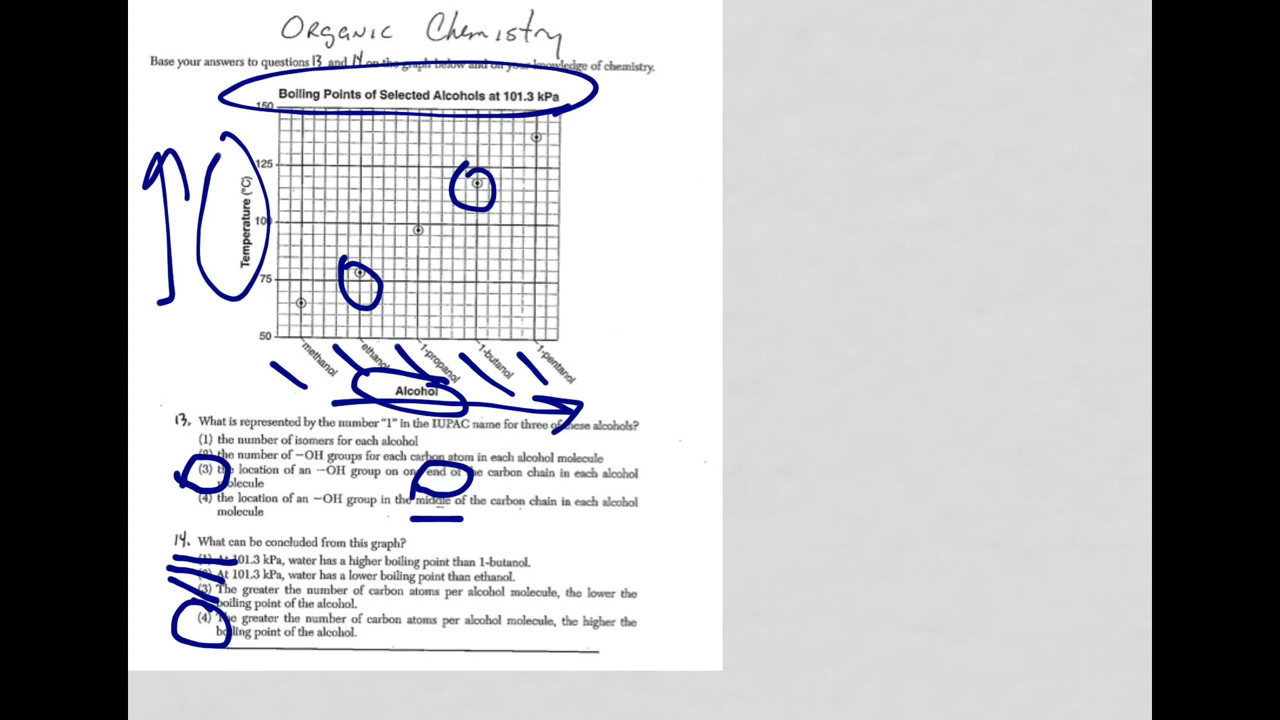 Organic Chemistry
Base your answers to questions 13 and 14 on the graph below and on your knowledge of chemistry.
Boiling Points of Selected Alcohols at 101.3 kPa
150
125
100
75
50
Temperature (°C)
methanol
ethanol
1-propanol
1-butanol
1-pentanol
Alcohol
13. What is represented by the number "1" in the IUPAC name for three of these alcohols?
(1) the number of isomers for each alcohol
(2) the number of −OH groups for each carbon atom in each alcohol molecule
(3) the location of an −OH group on one end of the carbon chain in each alcohol
molecule
(4) the location of an −OH group in the middle of the carbon chain in each alcohol
molecule
14. What can be concluded from this graph?
(1) At 101.3 kPa, water has a higher boiling point than 1-butanol.
(2) At 101.3 kPa, water has a lower boiling point than ethanol.
(3) The greater the number of carbon atoms per alcohol molecule, the lower the
boiling point of the alcohol.
(4) The greater the number of carbon atoms per alcohol molecule, the higher the
boiling point of the alcohol.